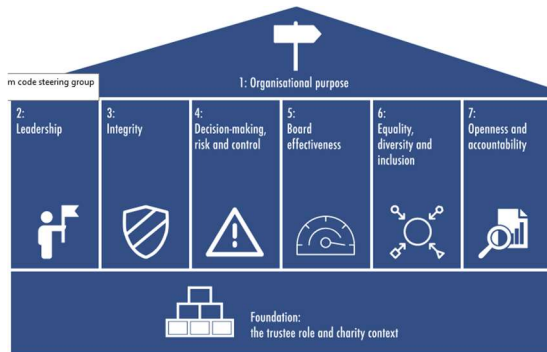 m code steering group
1: Organisational purpose
2:
Leadership
3:
Integrity
4:
Decision-making,
risk and control
5:
Board
effectiveness
6:
Equality,
diversity and
inclusion
7:
Openness and
accountability
Foundation:
the trustee role and charity context